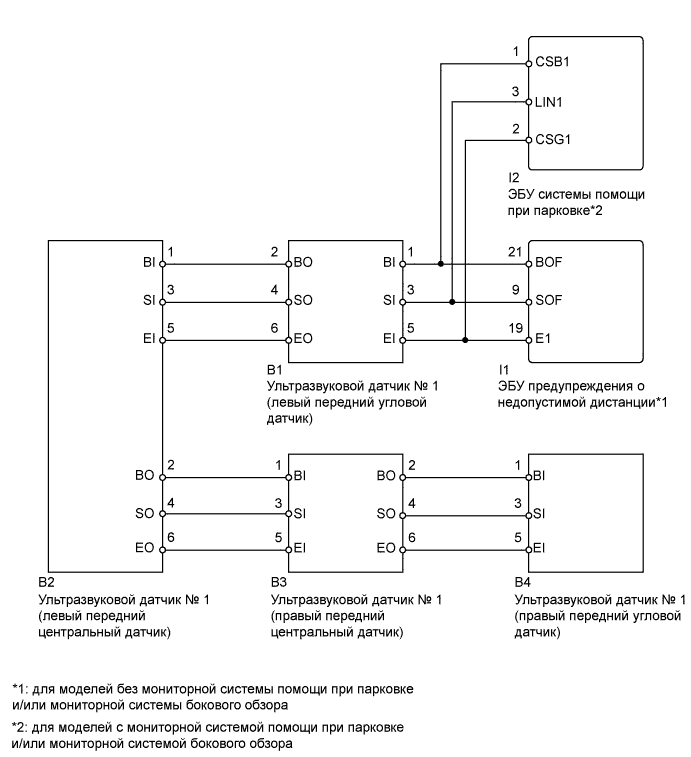 1 CSB1
3 LIN1
2 CSG1
I2
ЭБУ системы помощи
при парковке*2
BI 1 2 BO BI 1 21 BOF
SI 3 4 SO SI 3 9 SOF
EI 5 6 EO EI 5 19 E1
B1
Ультразвуковой датчик № 1
(левый передний угловой
датчик)
I1
ЭБУ предупреждения о
недопустимой дистанции*1
BO 2 1 BI BO 2 1 BI
SO 4 3 SI SO 4 3 SI
EO 6 5 EI EO 6 5 EI
B2
Ультразвуковой датчик № 1
(левый передний
центральный датчик)
B3
Ультразвуковой датчик № 1
(правый передний
центральный датчик)
B4
Ультразвуковой датчик № 1
(правый передний угловой
датчик)
*1: для моделей без мониторной системы помощи при парковке
и/или мониторной системы бокового обзора
*2: для моделей с мониторной системой помощи при парковке
и/или мониторной системой бокового обзора